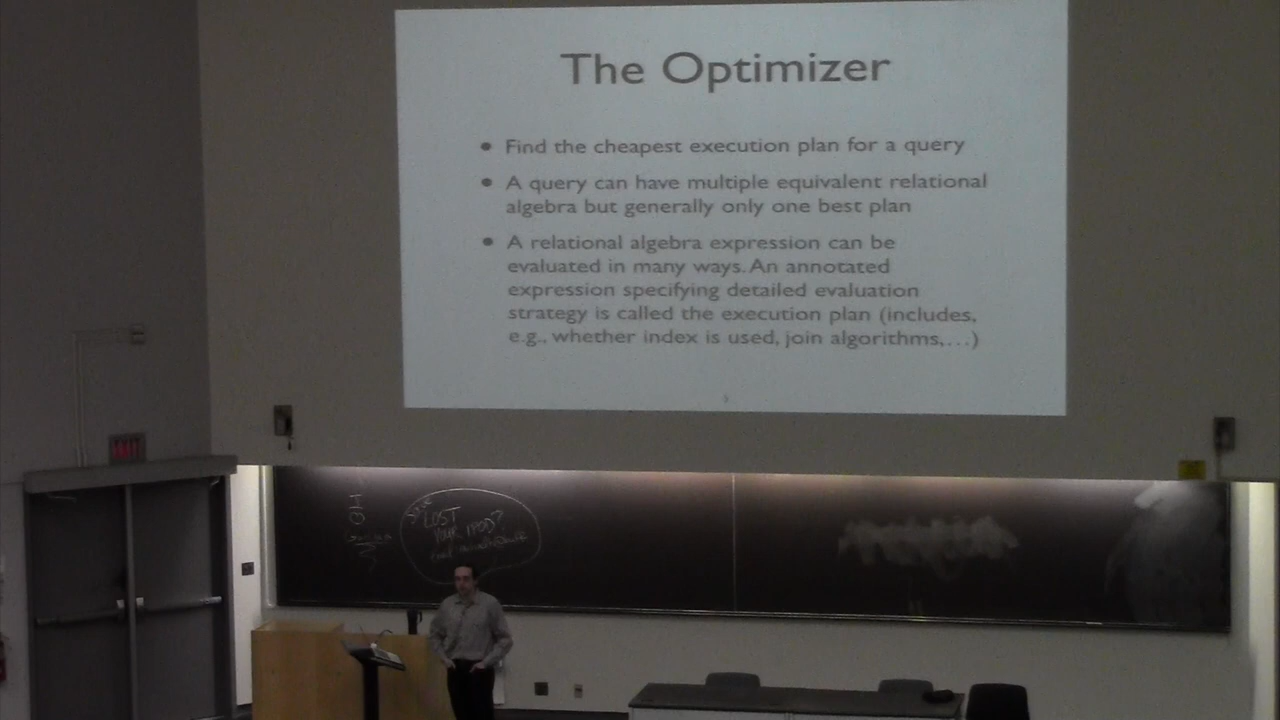 The Optimizer
• Find the cheapest execution plan for a query
• A query can have multiple equivalent relational
algebra but generally only one best plan
• A relational algebra expression can be
evaluated in many ways. An annotated
expression specifying detailed evaluation
strategy is called the execution plan (includes,
e.g., whether index is used, join algorithms,...)
EXIT
LOST
YOUR IPOD?